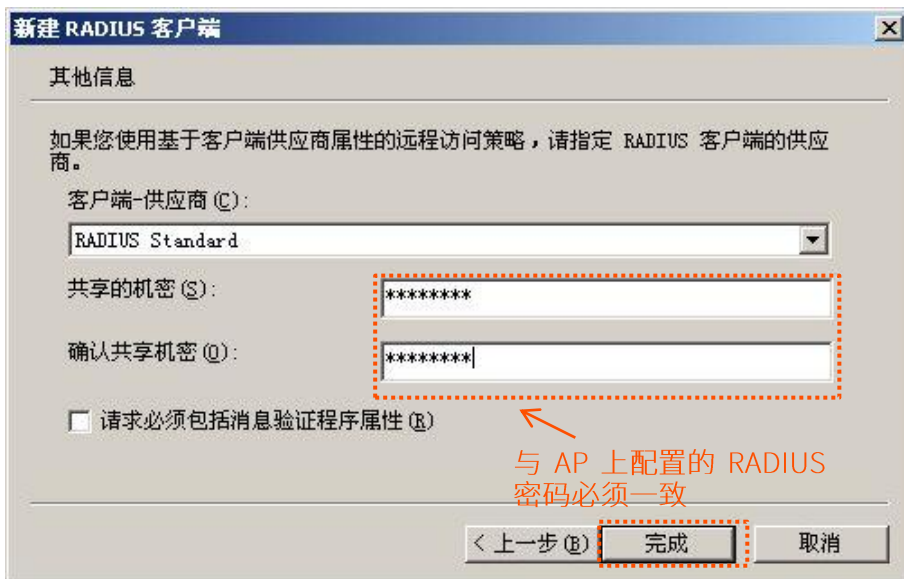 新建 RADIUS 客户端
其他信息
如果您使用基于客户端供应商属性的远程访问策略，请指定 RADIUS 客户端的供应
商。
客户端-供应商(C):
RADIUS Standard
共享的机密(S):
********
确认共享机密(O):
********
请求必须包括消息验证程序属性(R)
与 AP 上配置的 RADIUS
密码必须一致
< 上一步(B)
完成
取消